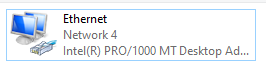 Ethernet
Network 4
Intel(R) PRO/1000 MT Desktop Ad...